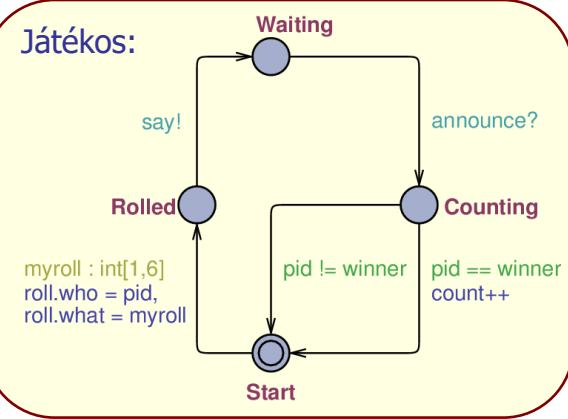 Játékos:
Waiting
say!
announce?
Rolled
Counting
myroll : int[1,6]
roll.who = pid,
roll.what = myroll
pid != winner
pid == winner
count++
Start